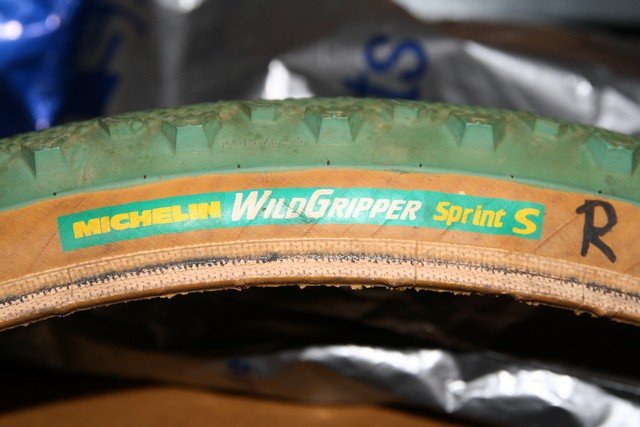 MICHELIN WILDGRIPPER Sprint S
R